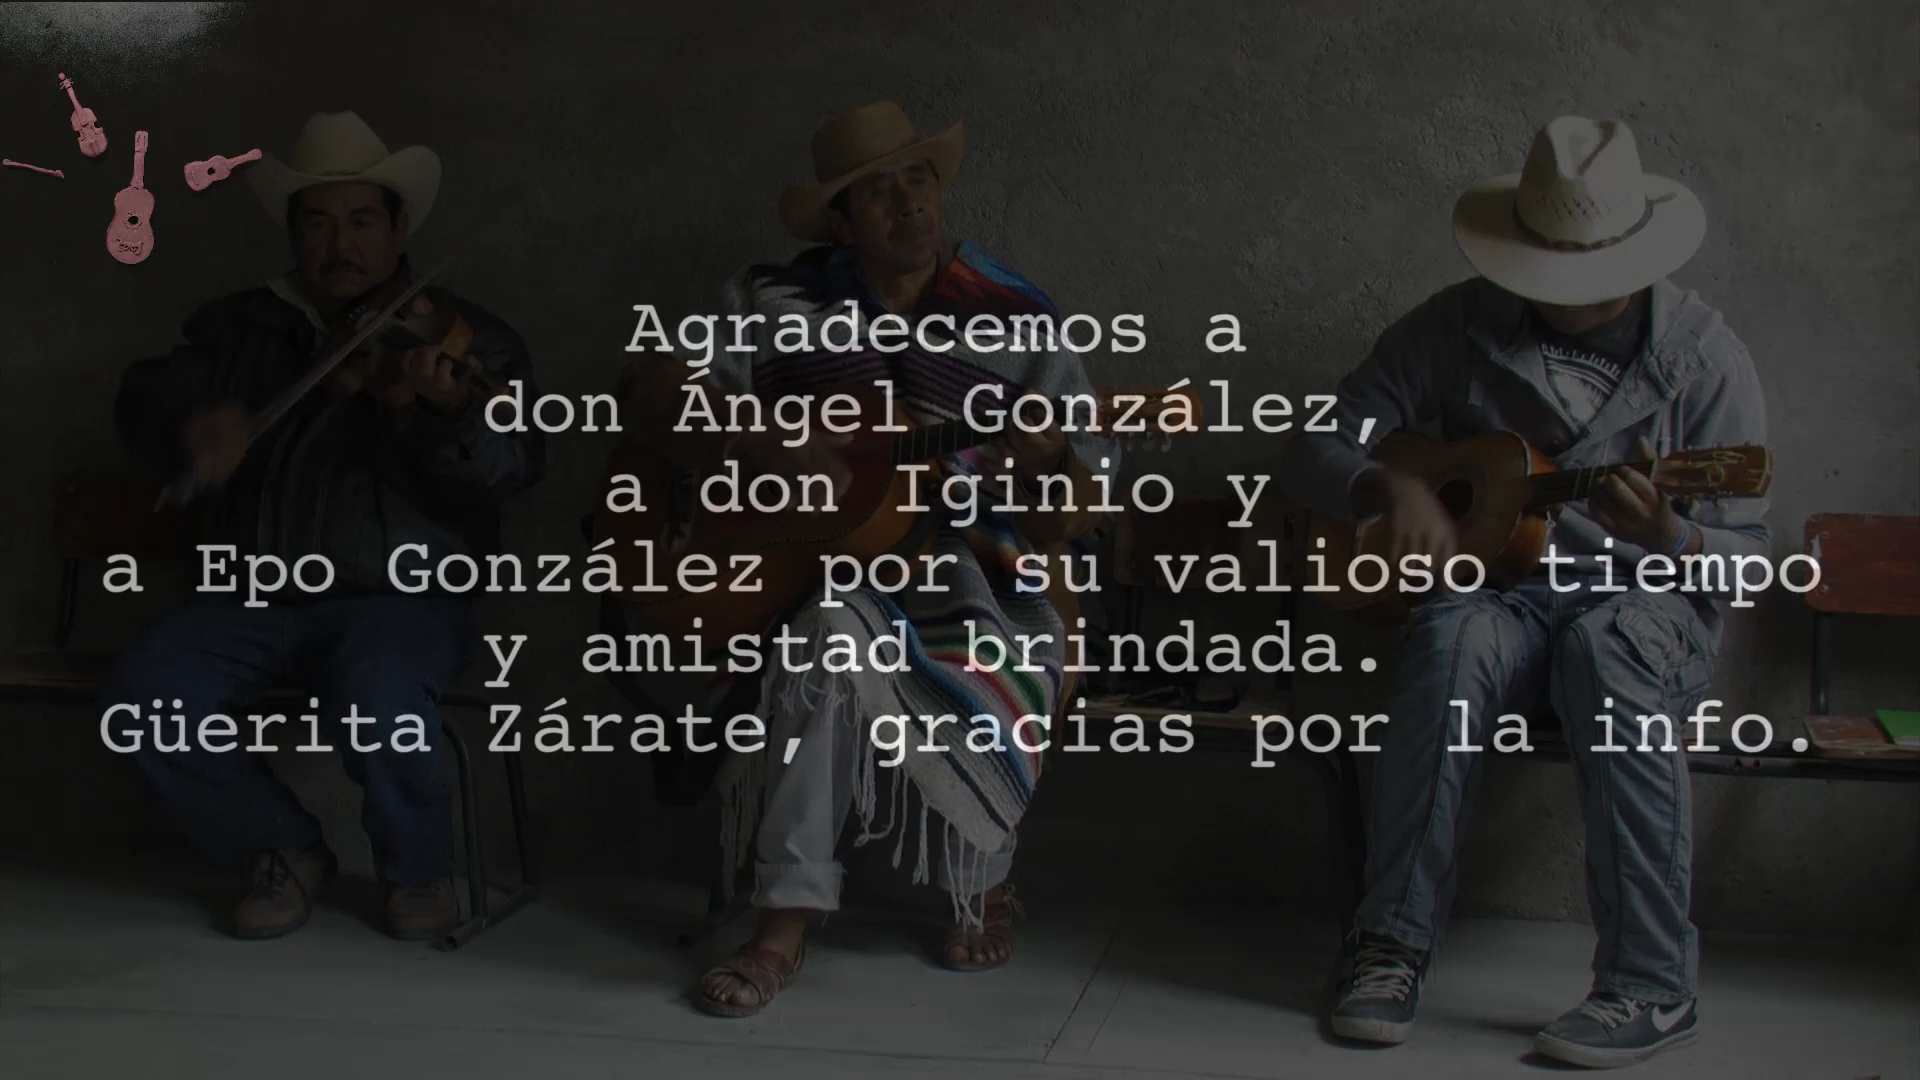 Agradecemos a
don Ángel González,
a don Iginio y
a Epo González por su valioso tiempo
y amistad brindada.
Güerita Zárate, gracias por la info.